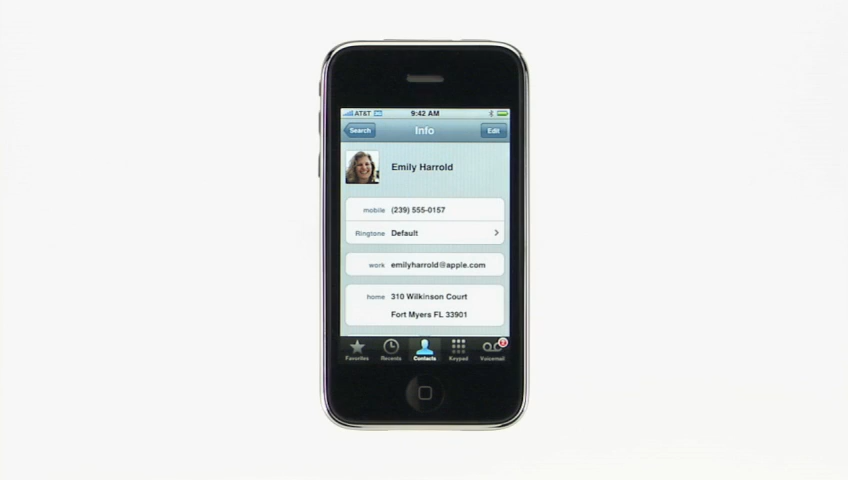 AT&T 9:42 AM
Search Info Edit
Emily Harrold
mobile (239) 555-0157
Ringtone Default
work emilyharrold@apple.com
home 310 Wilkinson Court
Fort Myers FL 33901
Favorites Recents Contacts Keypad Voicemail